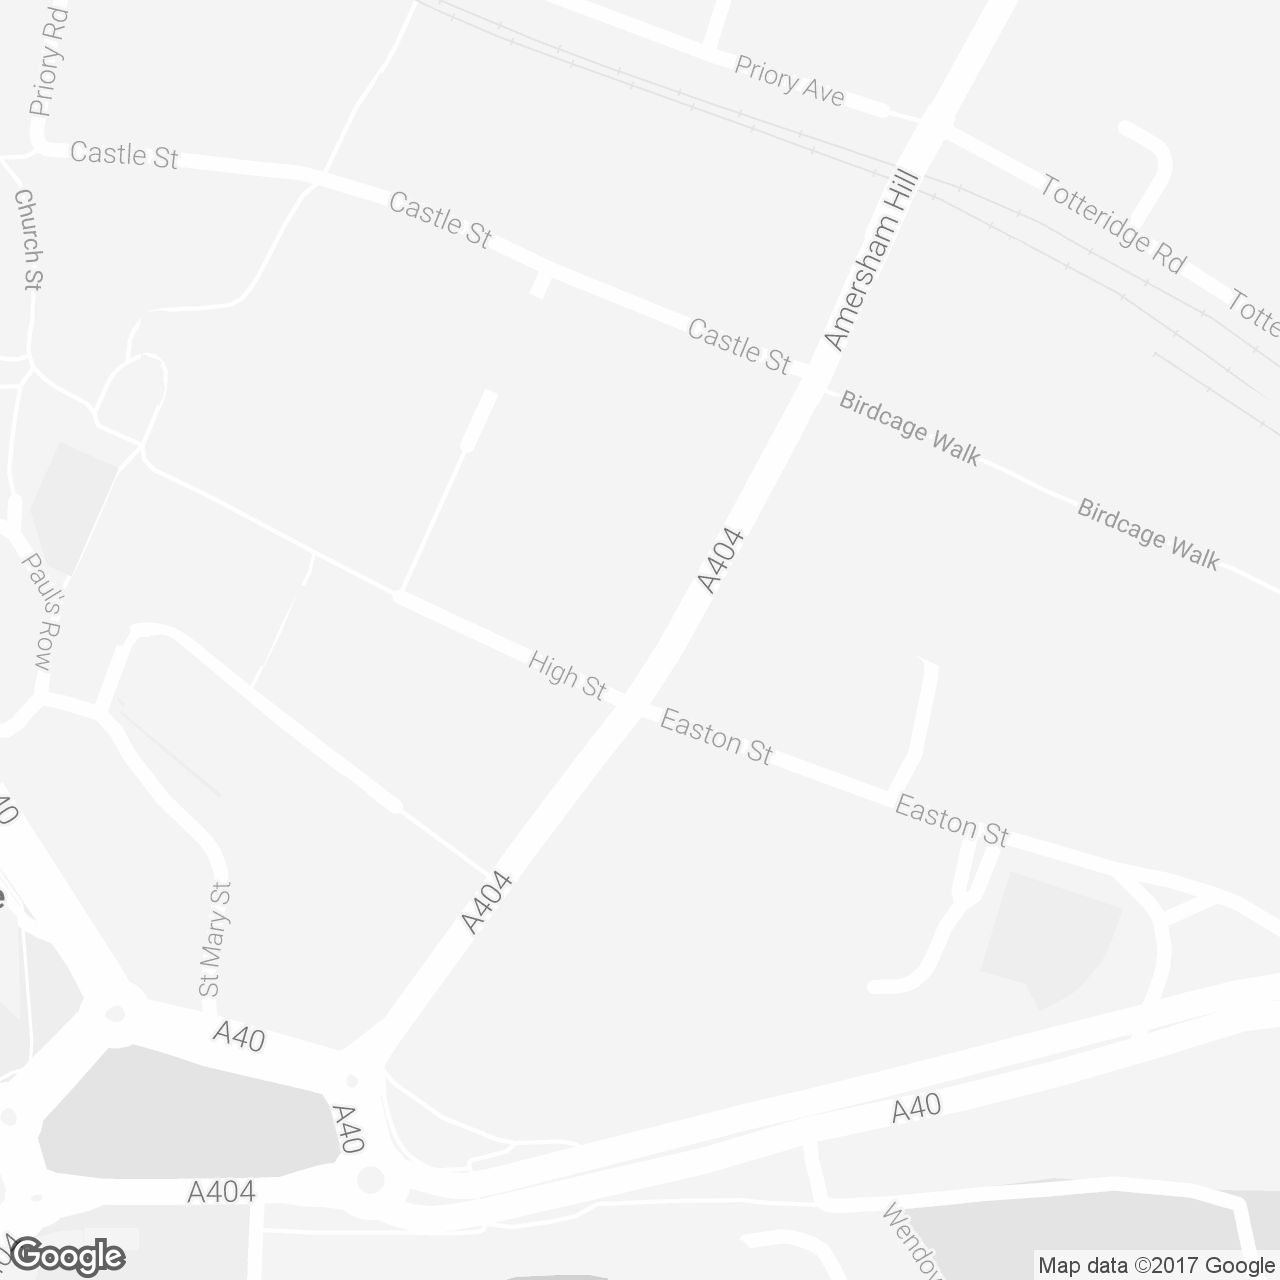 Priory Rd
Priory Ave
Castle St
Castle St
Church St
Amersham Hill
Totteridge Rd
Castle St
Birdcage Walk
Birdcage Walk
A404
Paul's Row
High St
Easton St
Easton St
A404
St Mary St
A40
A40
A40
A404
Google
Map data ©2017 Google